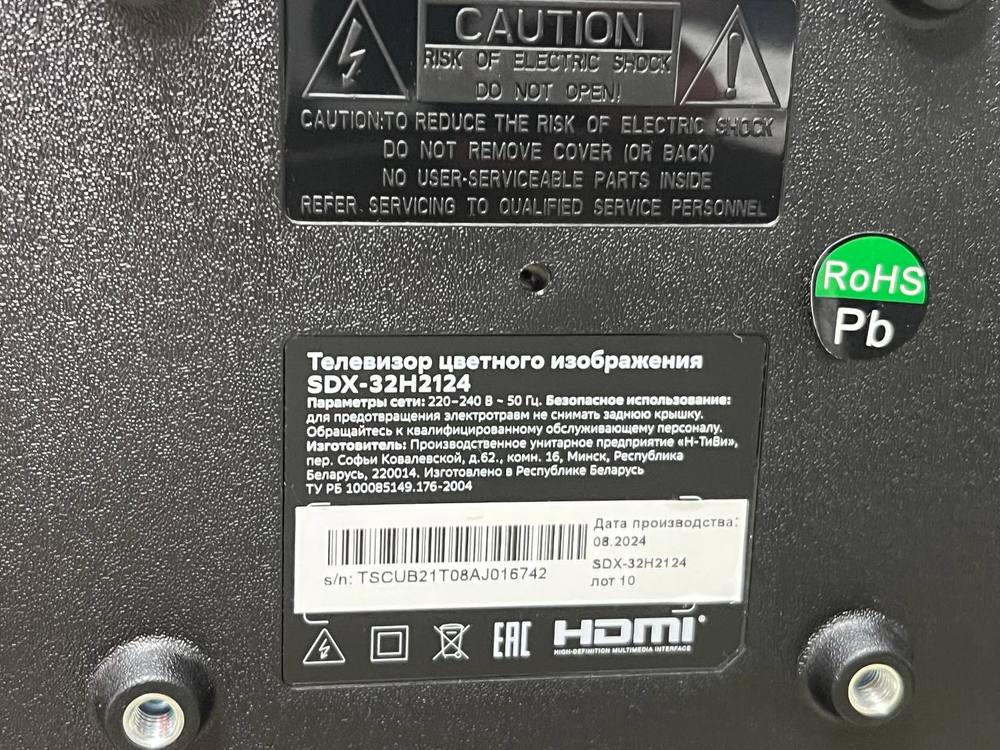 CAUTION
RISK OF ELECTRIC SHOCK
DO NOT OPEN!
CAUTION:TO REDUCE THE RISK OF ELECTRIC SHOCK
DO NOT REMOVE COVER (OR BACK)
NO USER-SERVICEABLE PARTS INSIDE
REFER SERVICING TO QUALIFIED SERVICE PERSONNEL
RoHS
Pb
Телевизор цветного изображения
SDX-32H2124
Параметры сети: 220–240 В ~ 50 Гц. Безопасное использование:
для предотвращения электротравм не снимать заднюю крышку.
Обращайтесь к квалифицированному обслуживающему персоналу.
Изготовитель: Производственное унитарное предприятие «Н-ТиВи»,
пер. Софьи Ковалевской, д.62., комн. 16, Минск, Республика
Беларусь, 220014. Изготовлено в Республике Беларусь
ТУ РБ 100085149.176-2004
Дата производства:
08.2024
SDX-32H2124
лот 10
s/n: TSCUB21T08AJ016742
EAC
HDMI
HIGH-DEFINITION MULTIMEDIA INTERFACE